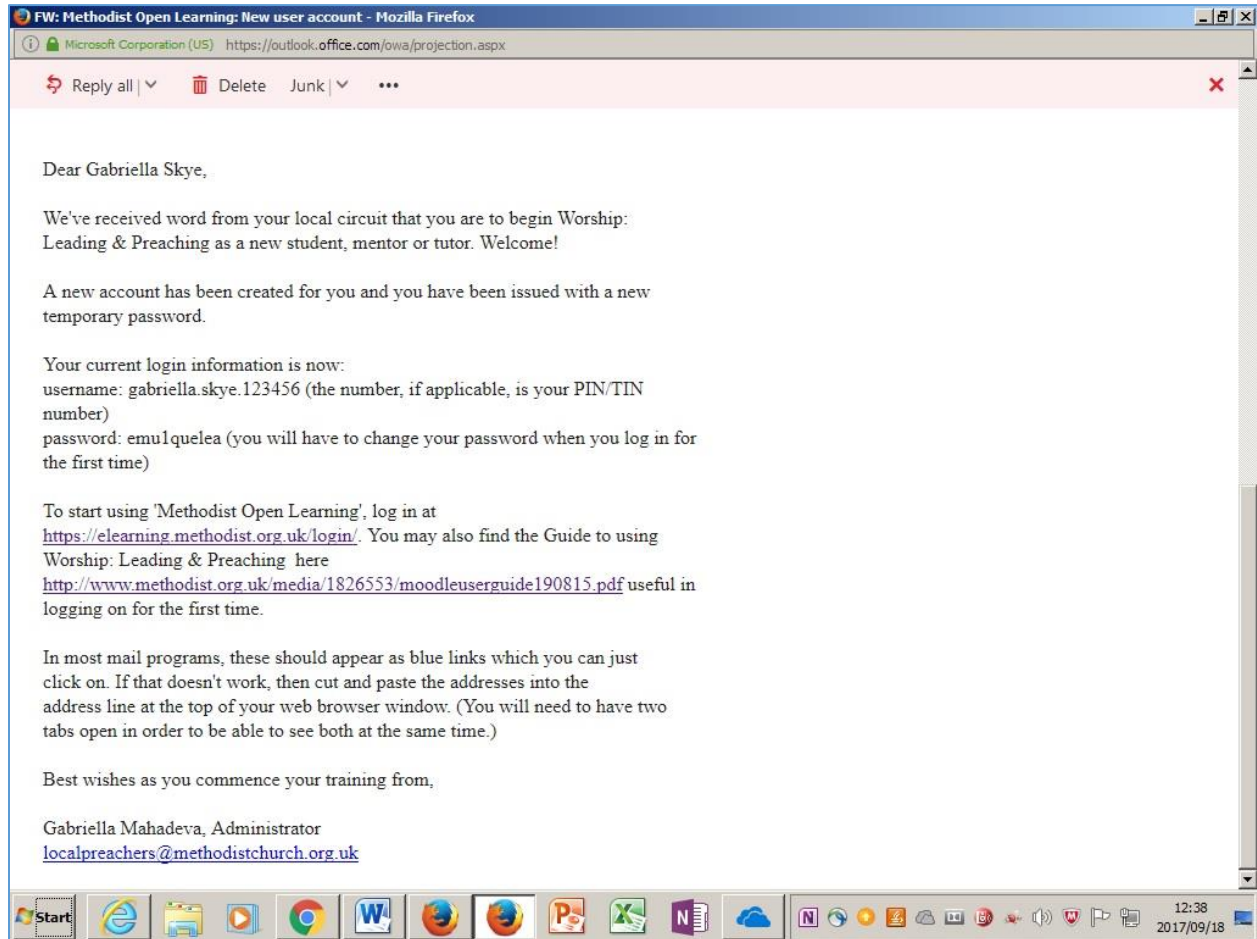 FW: Methodist Open Learning: New user account - Mozilla Firefox
Microsoft Corporation (US) https://outlook.office.com/owa/projection.aspx
Reply all Delete Junk
Dear Gabriella Skye,
We've received word from your local circuit that you are to begin Worship:
Leading & Preaching as a new student, mentor or tutor. Welcome!
A new account has been created for you and you have been issued with a new
temporary password.
Your current login information is now:
username: gabriella.skye.123456 (the number, if applicable, is your PIN/TIN
number)
password: emu1quelea (you will have to change your password when you log in for
the first time)
To start using 'Methodist Open Learning', log in at
https://elearning.methodist.org.uk/login/. You may also find the Guide to using
Worship: Leading & Preaching  here
http://www.methodist.org.uk/media/1826553/moodleuserguide190815.pdf useful in
logging on for the first time.
In most mail programs, these should appear as blue links which you can just
click on. If that doesn't work, then cut and paste the addresses into the
address line at the top of your web browser window. (You will need to have two
tabs open in order to be able to see both at the same time.)
Best wishes as you commence your training from,
Gabriella Mahadeva, Administrator
localpreachers@methodistchurch.org.uk
Start
12:38
2017/09/18